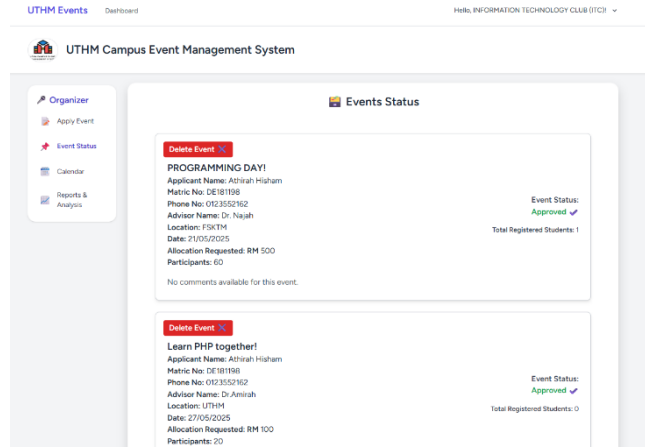 UTHM Events Dashboard Hello, INFORMATION TECHNOLOGY CLUB (ITC)!
UTHM Campus Event Management System
Organizer
Apply Event
Event Status
Calendar
Reports &
Analysis
Events Status
Delete Event
PROGRAMMING DAY!
Applicant Name: Athirah Hisham
Matric No: DE181198
Phone No: 0123552162
Advisor Name: Dr. Najah
Location: FSKTM
Date: 21/05/2025
Allocation Requested: RM 500
Participants: 60
No comments available for this event.
Event Status:
Approved
Total Registered Students: 1
Delete Event
Learn PHP together!
Applicant Name: Athirah Hisham
Matric No: DE181198
Phone No: 0123552162
Advisor Name: Dr.Amirah
Location: UTHM
Date: 27/05/2025
Allocation Requested: RM 100
Participants: 20
Event Status:
Approved
Total Registered Students: 0